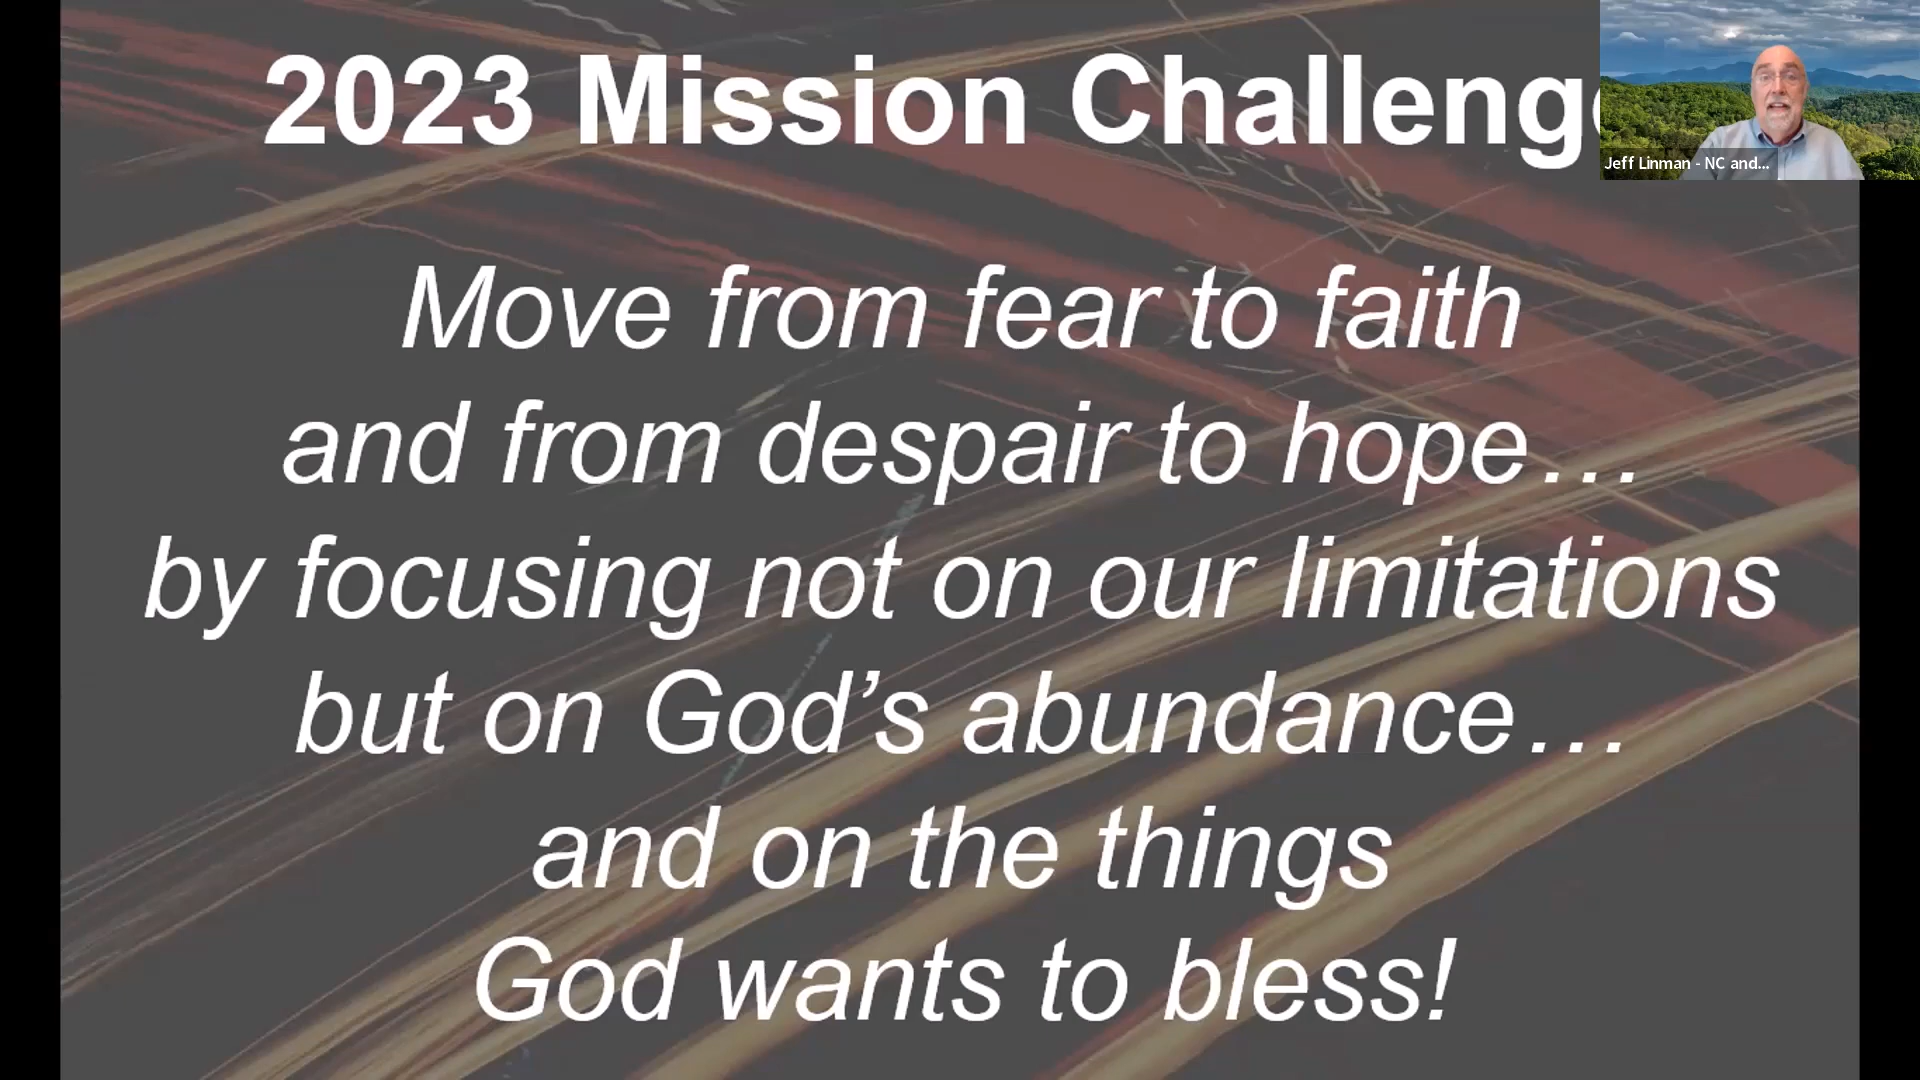 2023 Mission Challenge
Jeff Linman - NC and...
Move from fear to faith
and from despair to hope…
by focusing not on our limitations
but on God’s abundance…
and on the things
God wants to bless!